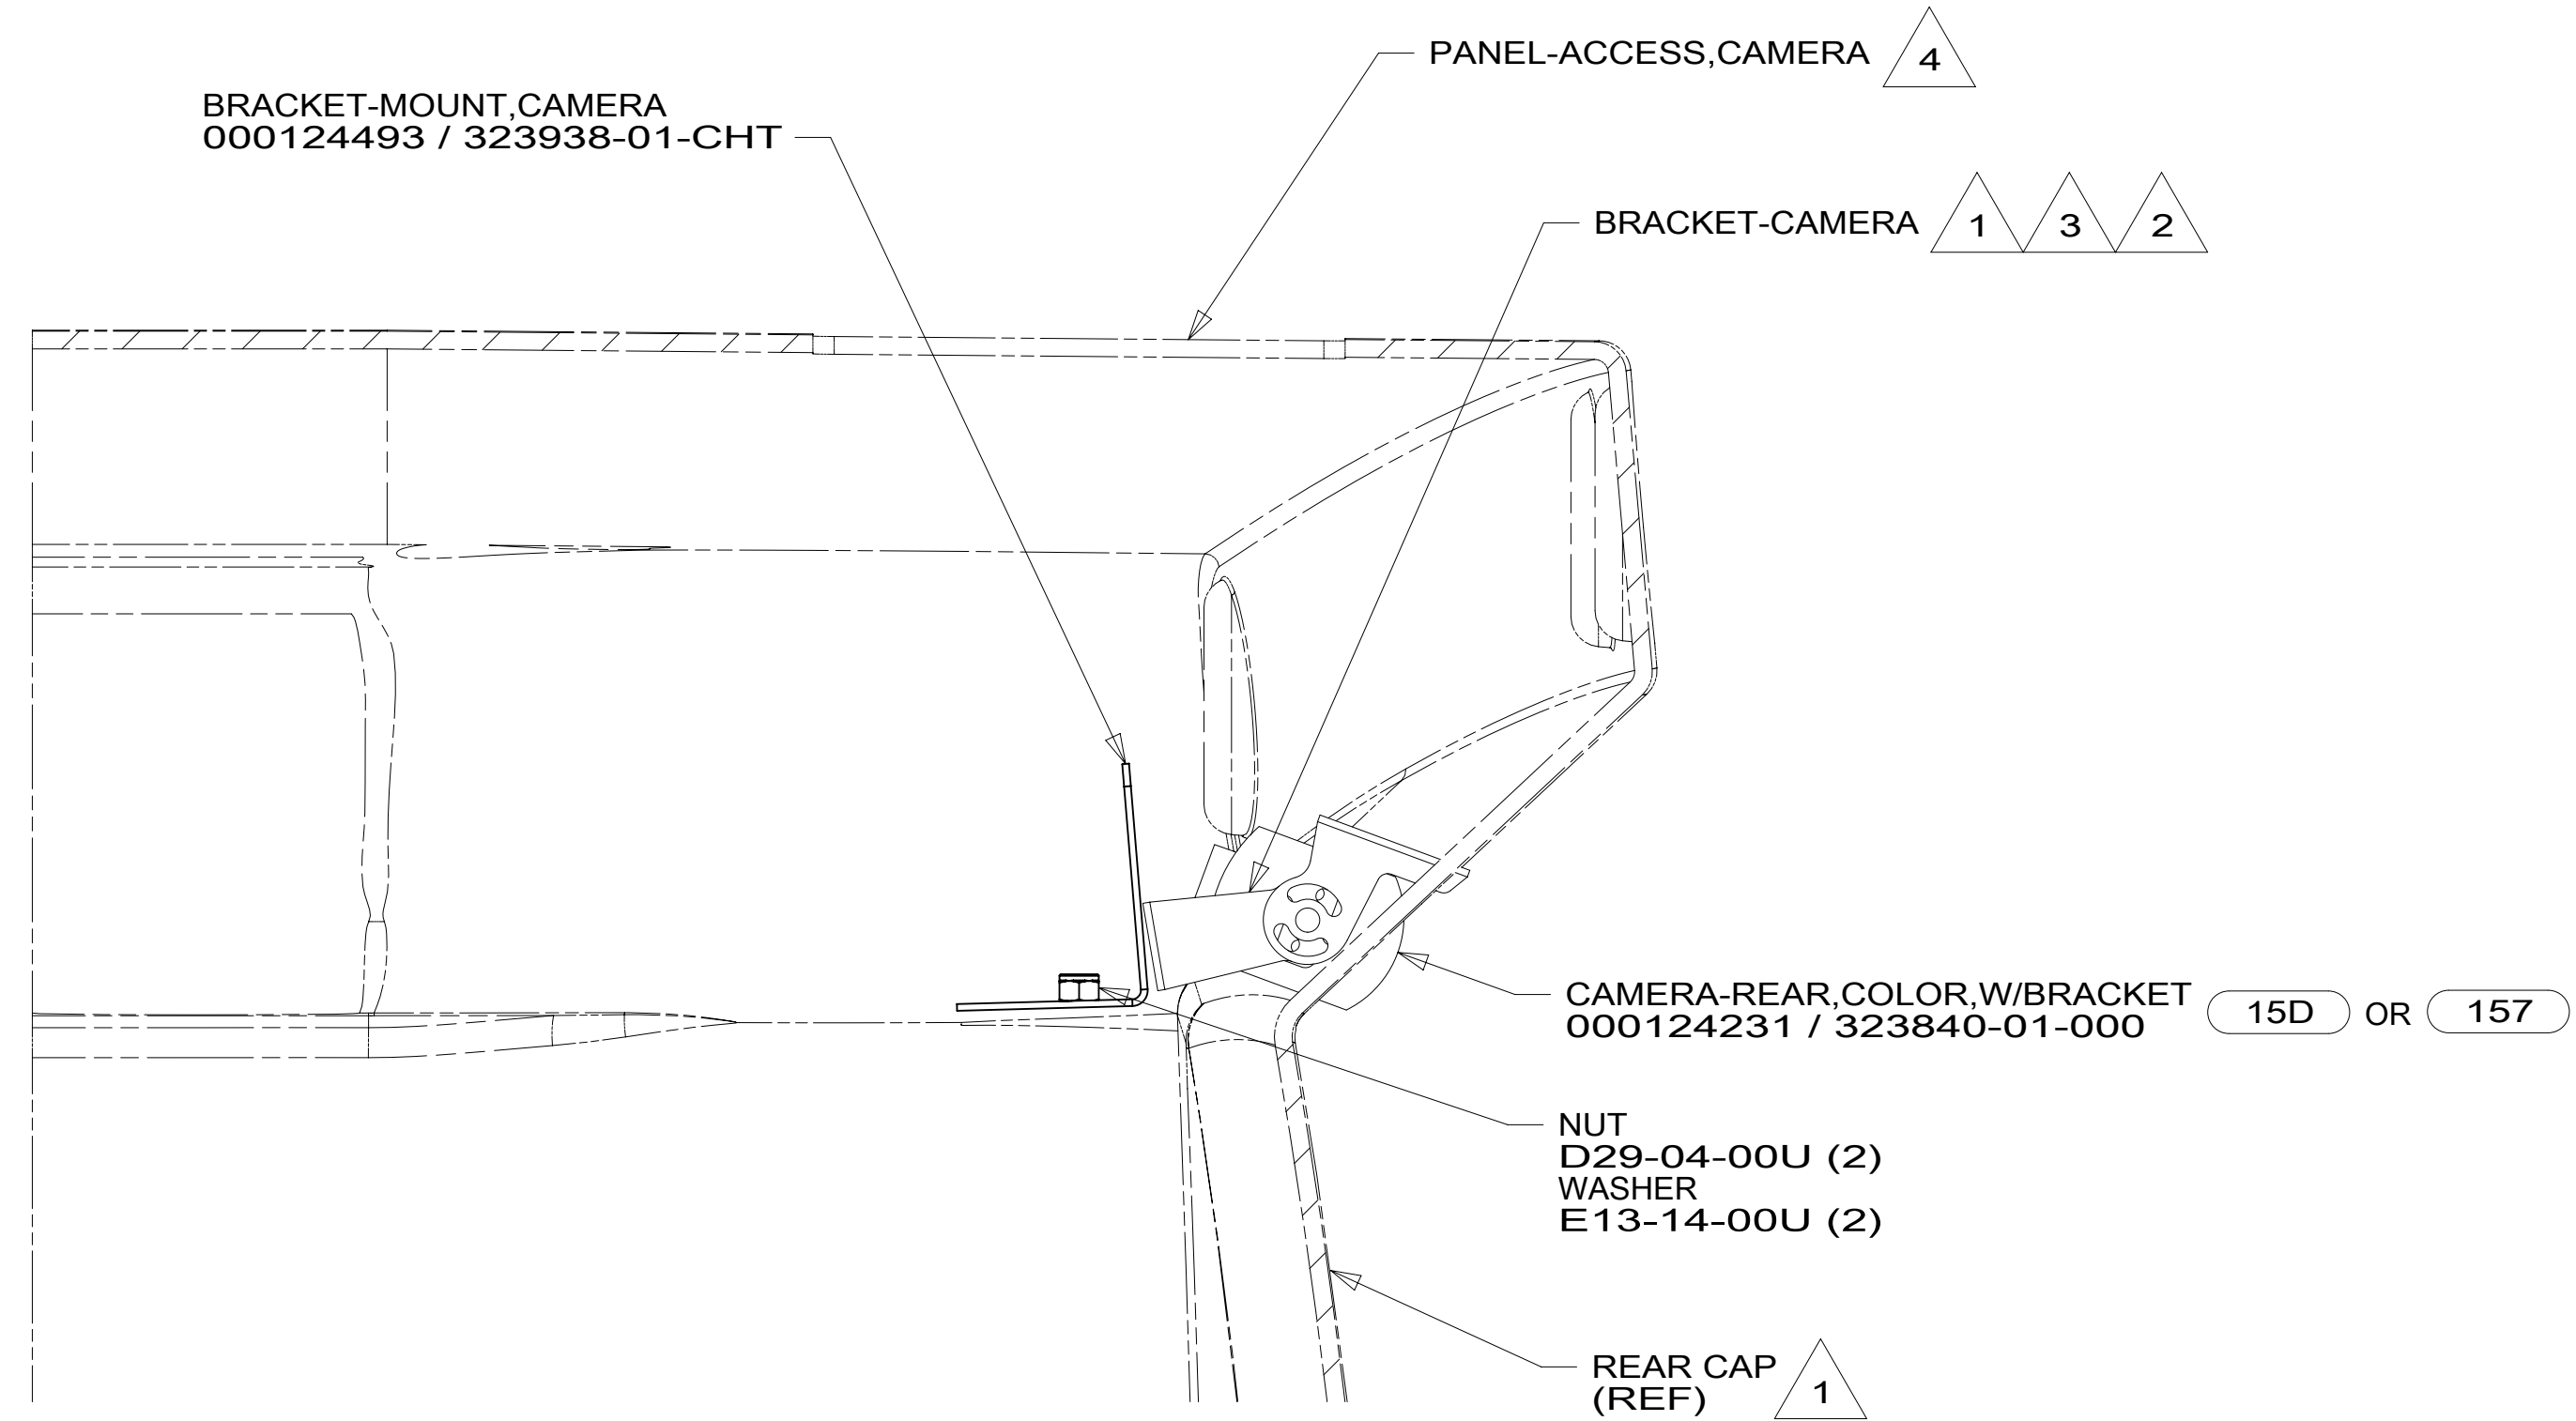 PANEL-ACCESS,CAMERA 4
BRACKET-MOUNT,CAMERA
000124493 / 323938-01-CHT
BRACKET-CAMERA 1 3 2
CAMERA-REAR,COLOR,W/BRACKET
000124231 / 323840-01-000 15D OR 157
NUT
D29-04-00U (2)
WASHER
E13-14-00U (2)
REAR CAP 1
(REF)